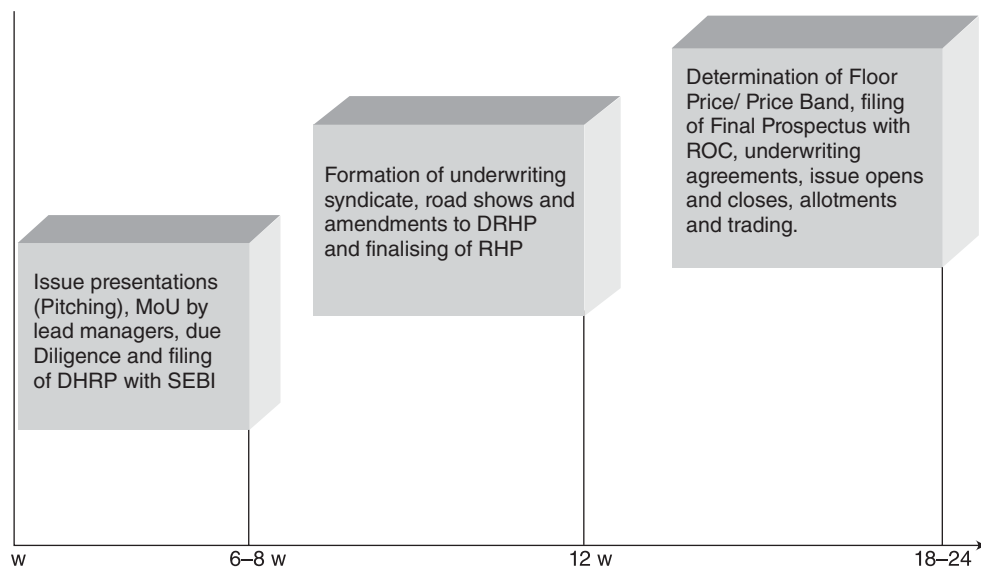 Issue presentations
(Pitching), MoU by
lead managers, due
Diligence and filing
of DHRP with SEBI
Formation of underwriting
syndicate, road shows and
amendments to DRHP
and finalising of RHP
Determination of Floor
Price/ Price Band, filing
of Final Prospectus with
ROC, underwriting
agreements, issue opens
and closes, allotments
and trading.
w
6–8 w
12 w
18–24